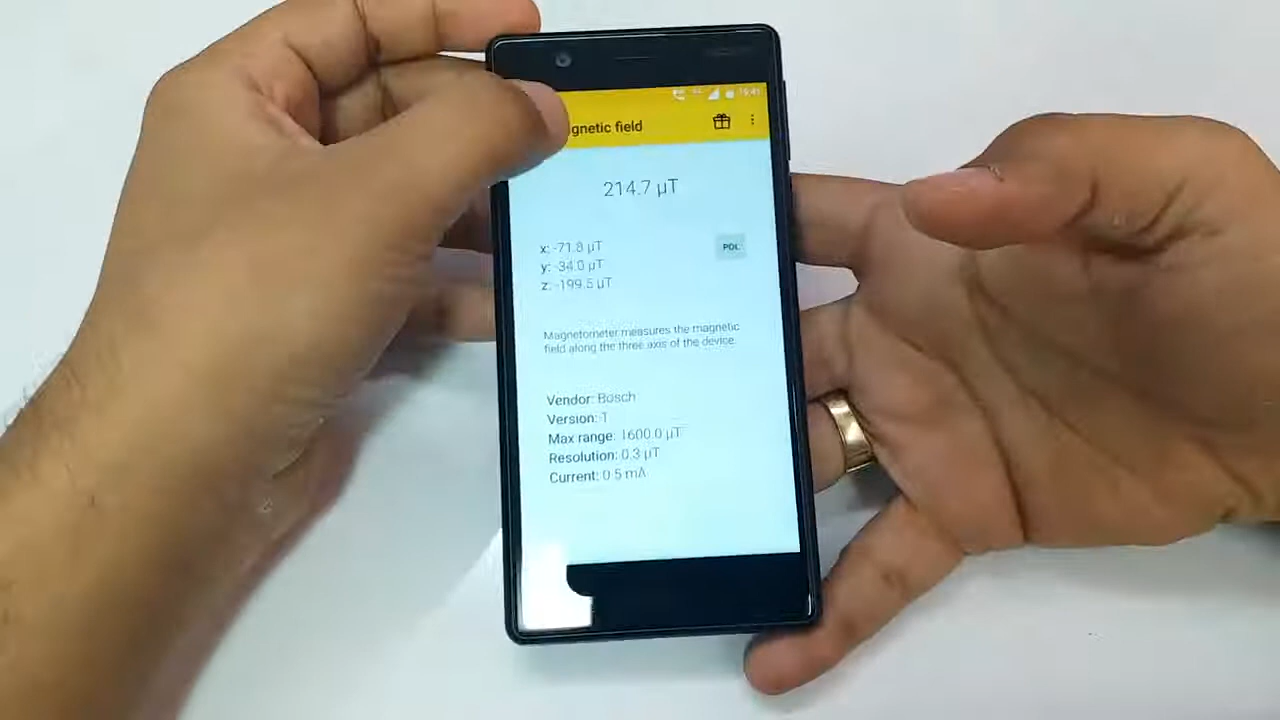 19:41
gnetic field
214.7 µT
x: -71.8 µT
PDL
y: -34.0 µT
z: -199.5 µT
Magnetometer measures the magnetic
field along the three axis of the device.
Vendor: Bosch
Version: 1
Max range: 1600.0 µT
Resolution: 0.3 µT
Current: 0.5 mA